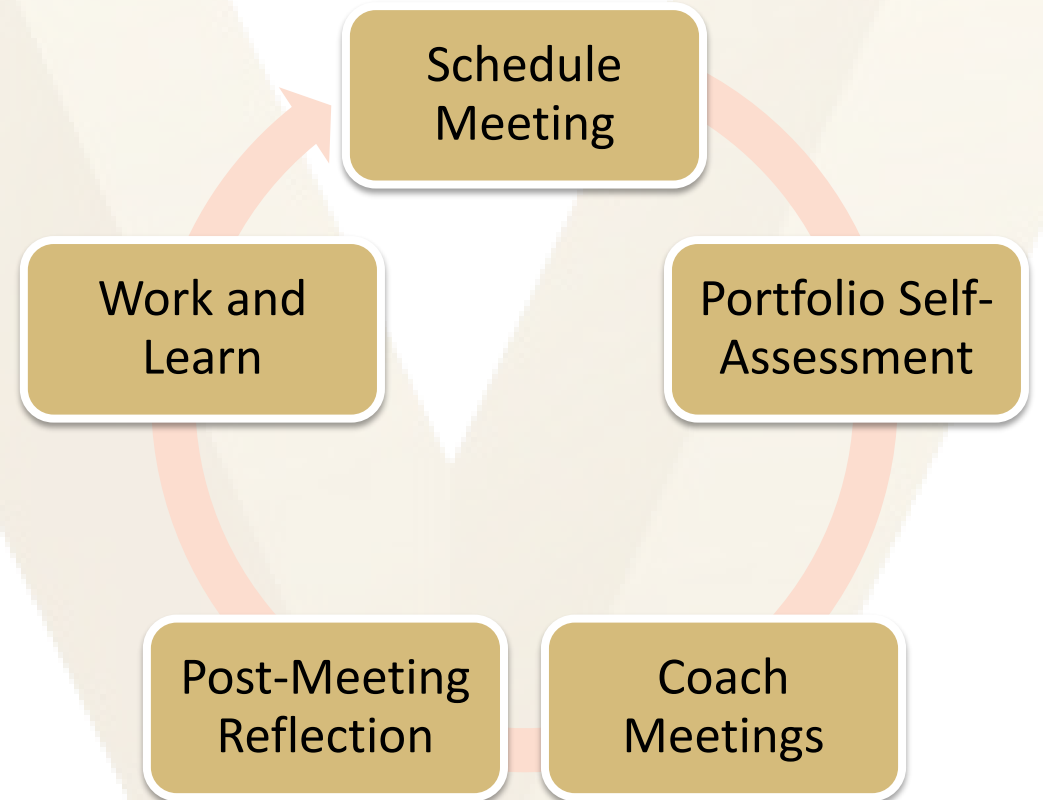 Schedule
Meeting
Portfolio Self-
Assessment
Coach
Meetings
Post-Meeting
Reflection
Work and
Learn